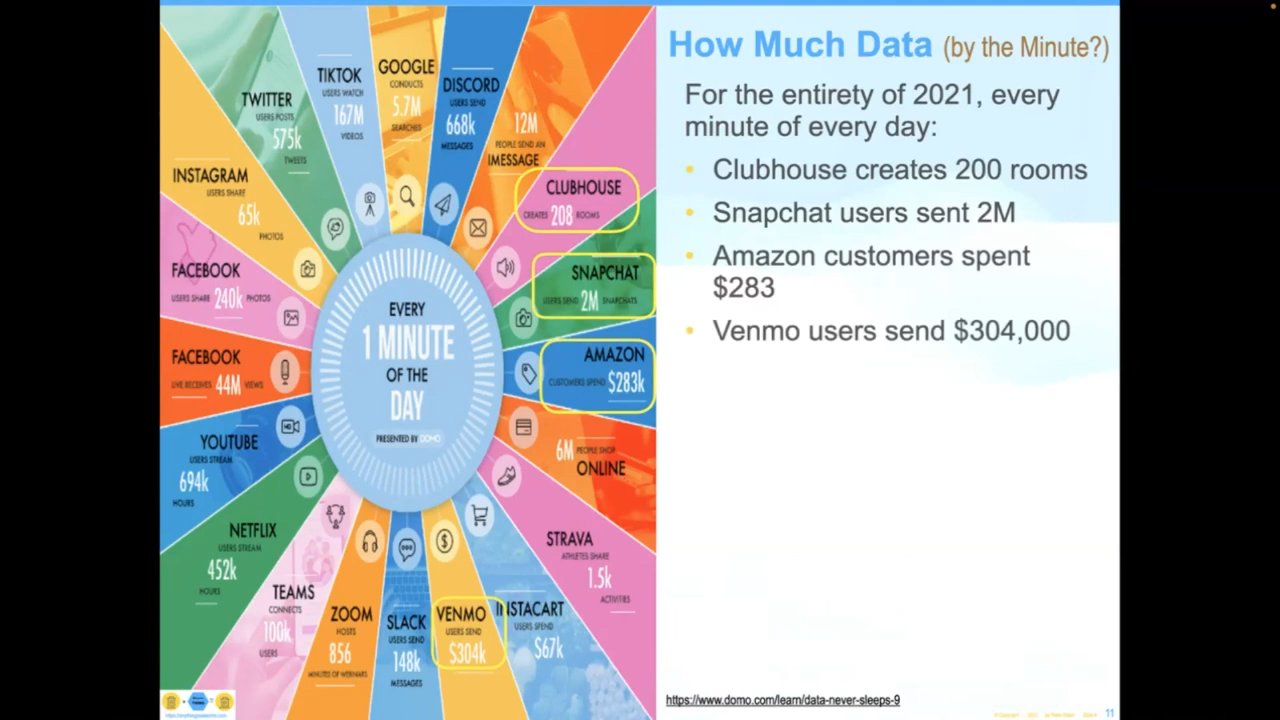 How Much Data (by the Minute?)
For the entirety of 2021, every
minute of every day:
• Clubhouse creates 200 rooms
• Snapchat users sent 2M
• Amazon customers spent
$283
• Venmo users send $304,000
https://www.domo.com/learn/data-never-sleeps-9
11
EVERY
1 MINUTE
OF THE
DAY
PRESENTED BY DOMO
GOOGLE
CONDUCTS
5.7M
SEARCHES
DISCORD
USERS SEND
668k
MESSAGES
12M
PEOPLE SEND AN
IMESSAGE
CLUBHOUSE
CREATES 208 ROOMS
SNAPCHAT
USERS SEND 2M SNAPCHATS
AMAZON
CUSTOMERS SPEND $283k
6M PEOPLE SHOP
ONLINE
STRAVA
ATHLETES SHARE
1.5k
ACTIVITIES
INSTACART
USERS SPEND
$67k
VENMO
USERS SEND
$304k
SLACK
USERS SEND
148k
MESSAGES
ZOOM
HOSTS
856
MINUTES OF WEBINARS
TEAMS
CONNECTS
100k
USERS
NETFLIX
USERS STREAM
452k
HOURS
YOUTUBE
USERS STREAM
694k
HOURS
FACEBOOK
LIVE RECEIVES 44M VIEWS
FACEBOOK
USERS SHARE 240k PHOTOS
INSTAGRAM
USERS SHARE
65k
PHOTOS
TWITTER
USERS POSTS
575k
TWEETS
TIKTOK
USERS WATCH
167M
VIDEOS